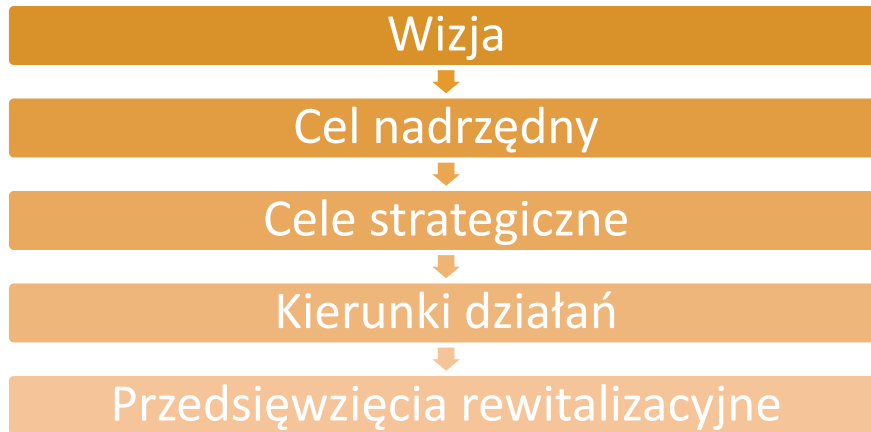 Wizja
Cel nadrzędny
Cele strategiczne
Kierunki działań
Przedsięwzięcia rewitalizacyjne